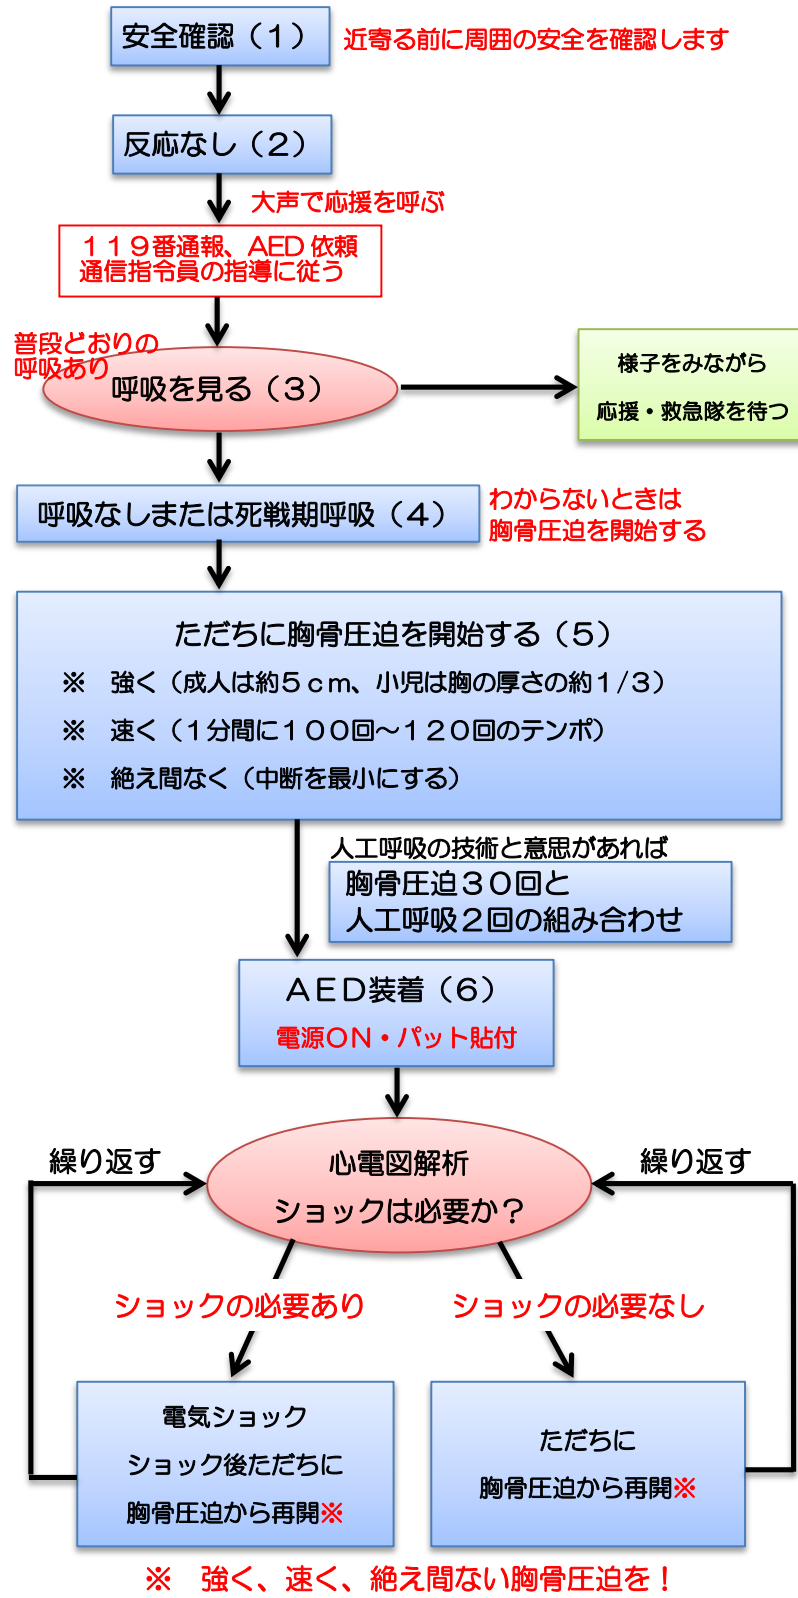 安全確認（１）
近寄る前に周囲の安全を確認します
反応なし（２）
大声で応援を呼ぶ
１１９番通報、AED 依頼
通信指令員の指導に従う
普段どおりの
呼吸あり
呼吸を見る（３）
様子をみながら
応援・救急隊を待つ
呼吸なしまたは死戦期呼吸（４）
わからないときは
胸骨圧迫を開始する
ただちに胸骨圧迫を開始する（５）
※　強く（成人は約５ｃｍ、小児は胸の厚さの約１/３）
※　速く（１分間に１００回～１２０回のテンポ）
※　絶え間なく（中断を最小にする）
人工呼吸の技術と意思があれば
胸骨圧迫３０回と
人工呼吸２回の組み合わせ
ＡＥＤ装着（６）
電源ＯＮ・パット貼付
心電図解析
ショックは必要か？
繰り返す
繰り返す
ショックの必要あり
ショックの必要なし
電気ショック
ショック後ただちに
胸骨圧迫から再開※
ただちに
胸骨圧迫から再開※
※　強く、速く、絶え間ない胸骨圧迫を！